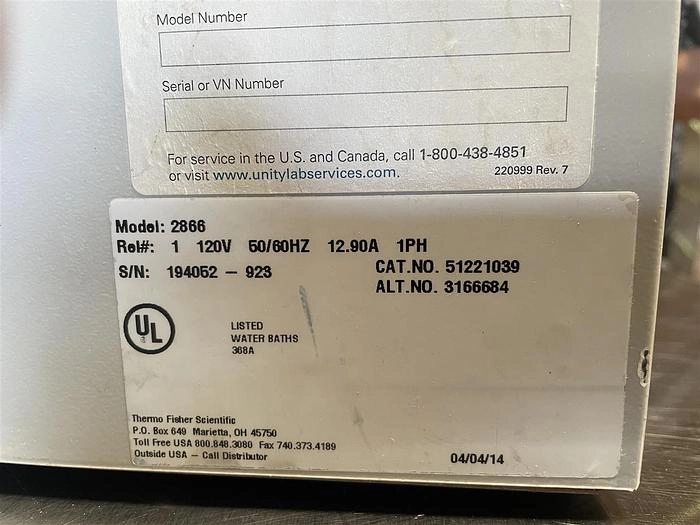 Model Number
Serial or VN Number
For service in the U.S. and Canada, call 1-800-438-4851
or visit www.unitylabservices.com.
220999 Rev. 7
Model: 2866
Rel#: 1 120V 50/60HZ 12.90A 1PH
S/N: 194052 - 923
CAT.NO. 51221039
ALT.NO. 3166684
UL
LISTED
WATER BATHS
368A
Thermo Fisher Scientific
P.O. Box 649 Marietta, OH 45750
Toll Free USA 800.848.3080 Fax 740.373.4189
Outside USA - Call Distributor
04/04/14